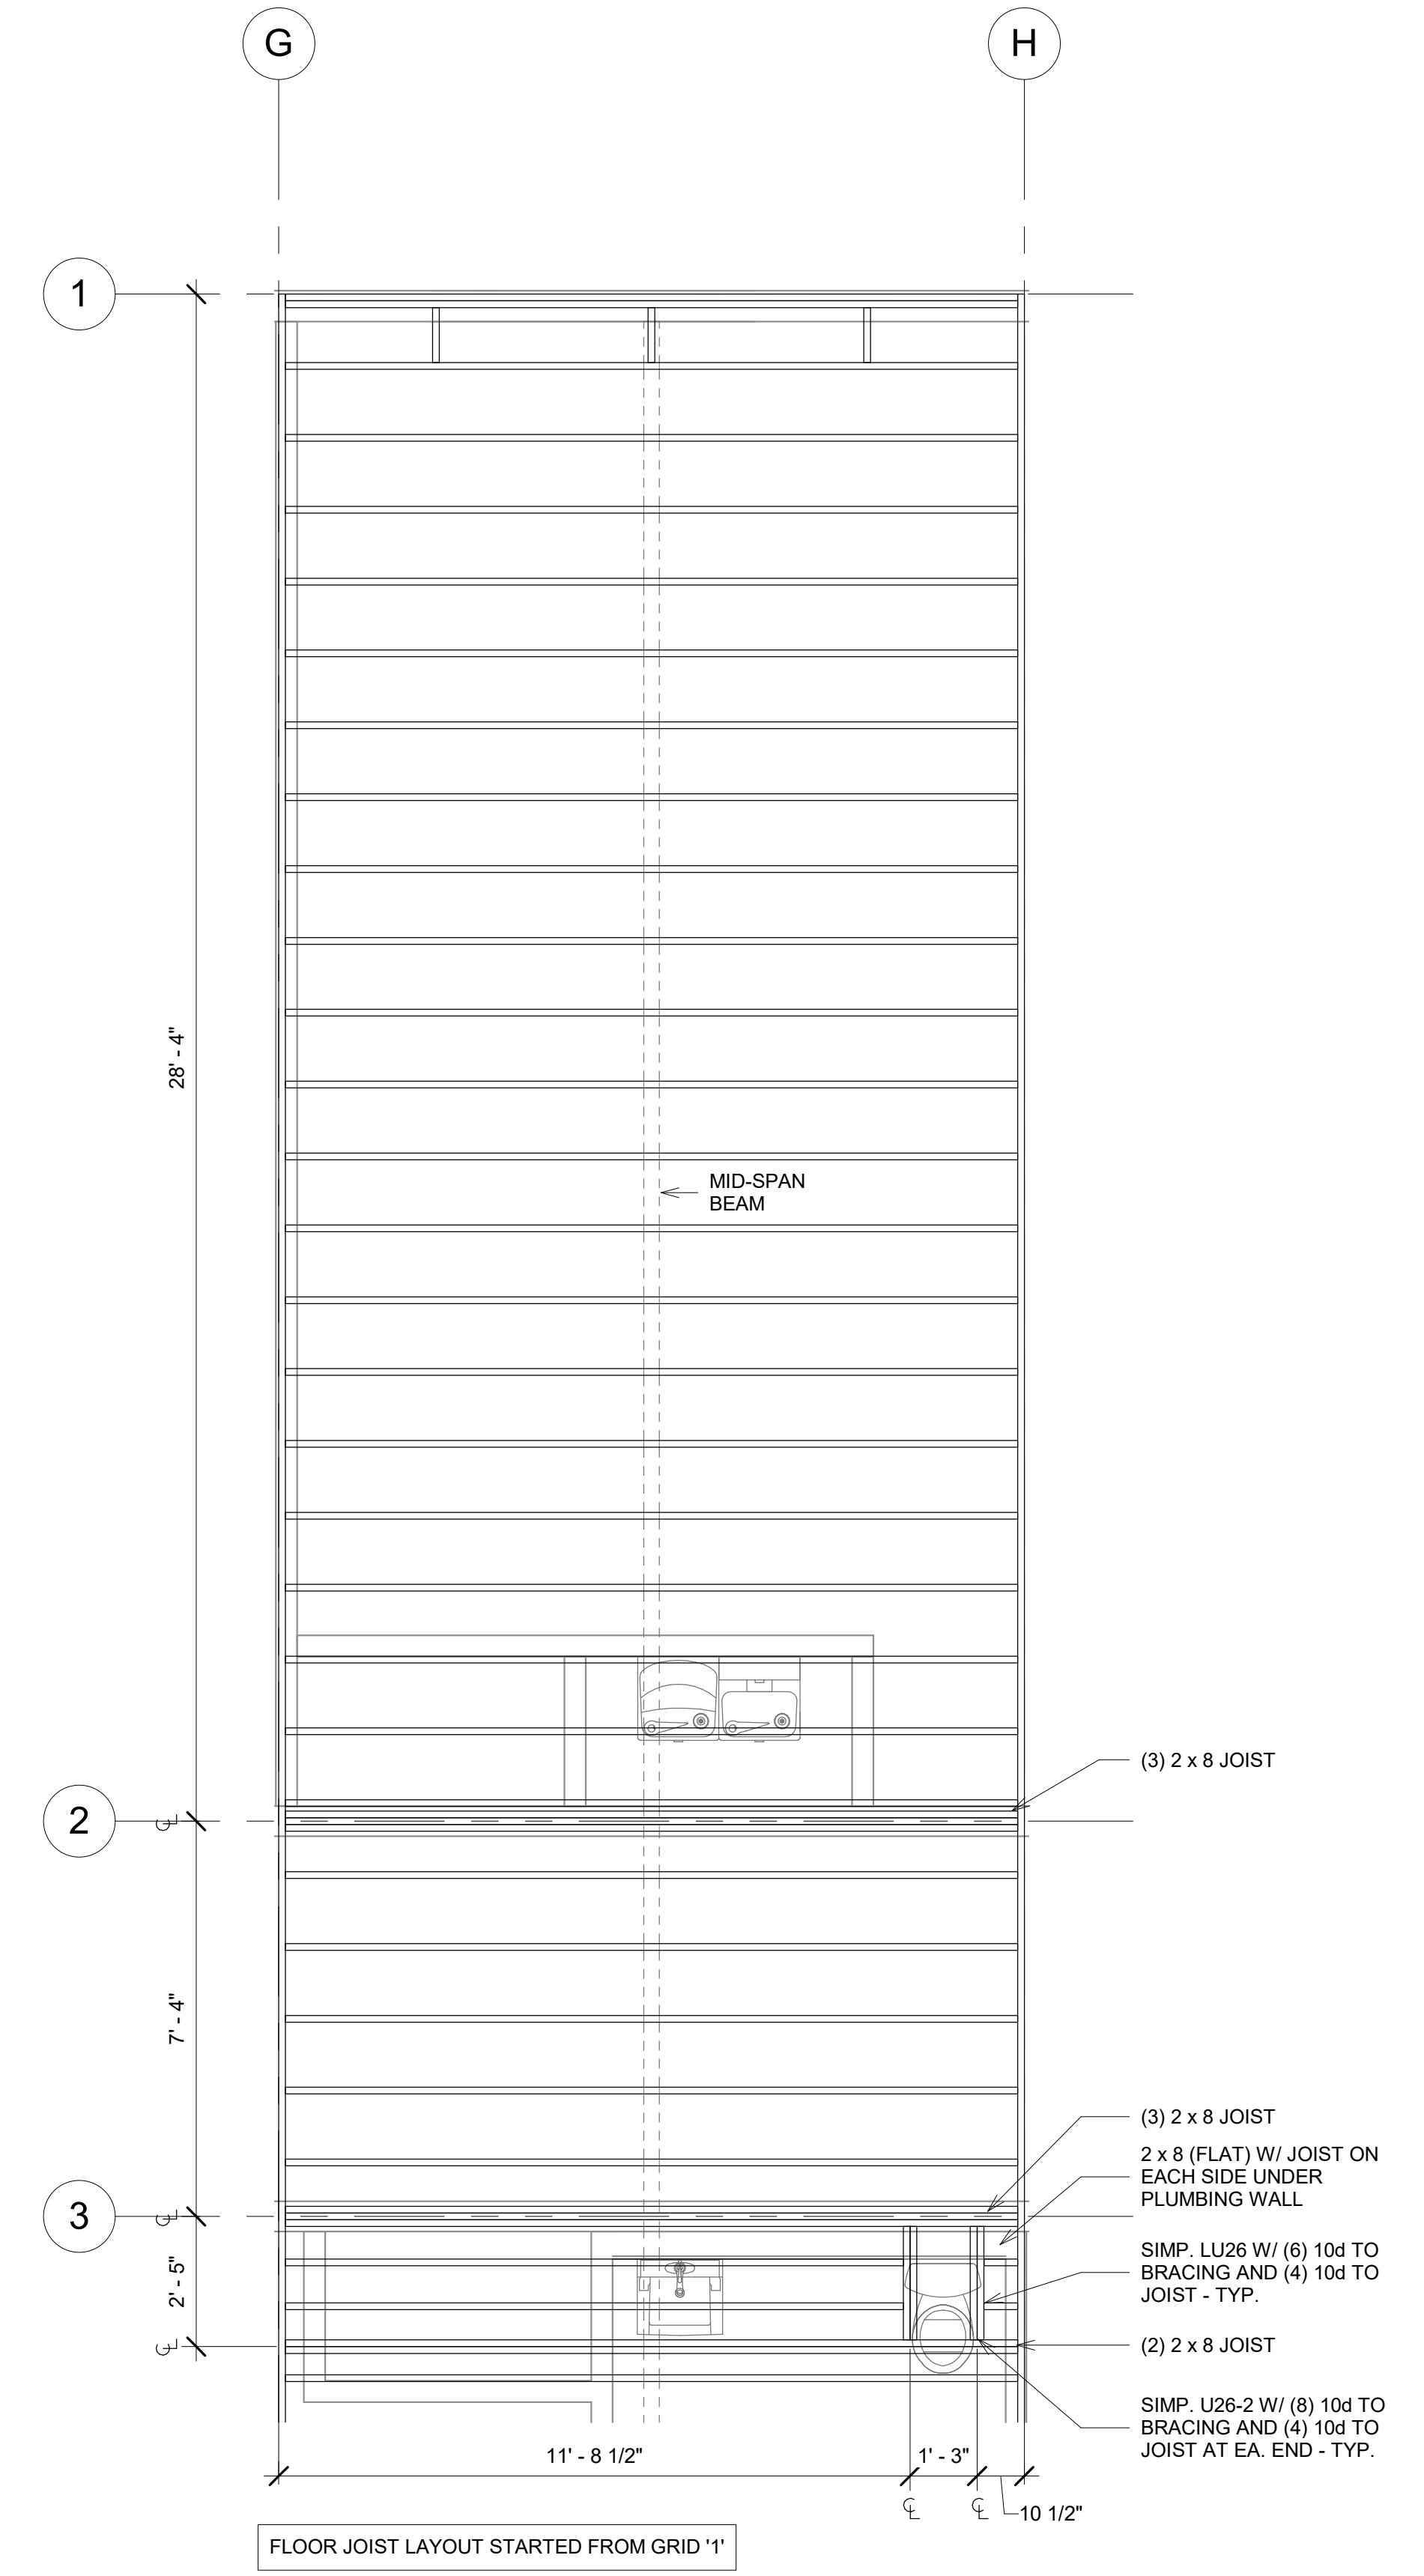 G
H
1
28' - 4"
MID-SPAN
BEAM
(3) 2 x 8 JOIST
2
℄
7' - 4"
(3) 2 x 8 JOIST
2 x 8 (FLAT) W/ JOIST ON
EACH SIDE UNDER
PLUMBING WALL
3
℄
2' - 5"
SIMP. LU26 W/ (6) 10d TO
BRACING AND (4) 10d TO
JOIST - TYP.
℄
(2) 2 x 8 JOIST
SIMP. U26-2 W/ (8) 10d TO
BRACING AND (4) 10d TO
JOIST AT EA. END - TYP.
11' - 8 1/2"
1' - 3"
℄
℄
10 1/2"
FLOOR JOIST LAYOUT STARTED FROM GRID '1'